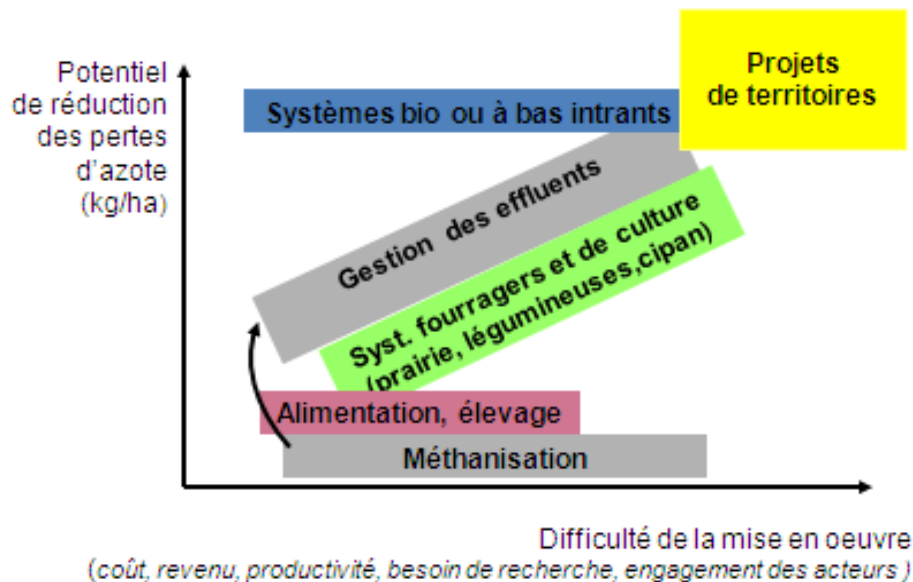 Potentiel
de réduction
des pertes
d'azote
(kg/ha)
Projets
de territoires
Systèmes bio ou à bas intrants
Gestion des effluents
Syst. fourragers et de culture
(prairie, légumineuses,cipan)
Alimentation, élevage
Méthanisation
Difficulté de la mise en oeuvre
(coût, revenu, productivité, besoin de recherche, engagement des acteurs )